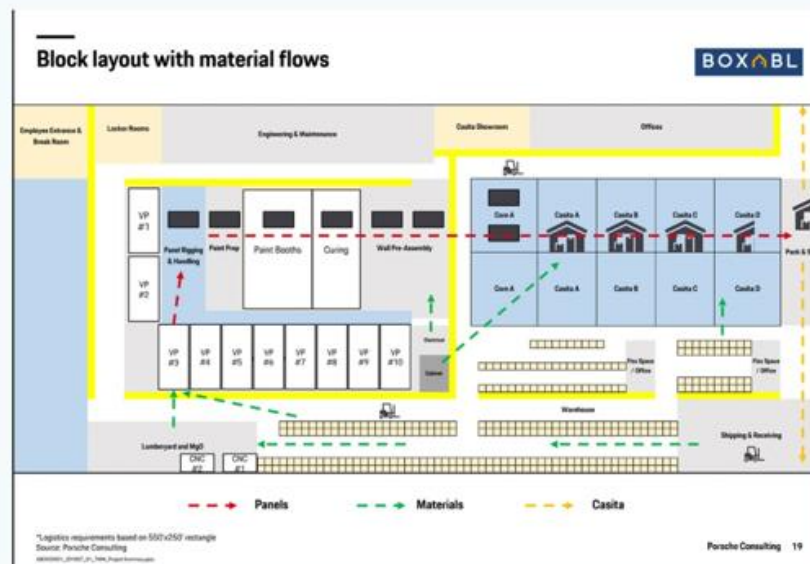 Block layout with material flows
BOXABL
Employee Entrance &
Break Room
Locker Rooms
Engineering & Maintenance
Casita Showroom
Offices
VP
#1
VP
#2
Panel Rigging
& Handling
Paint Prep
Paint Booths
Curing
Wall Pre-Assembly
Casita A
Casita B
Casita C
Casita D
Casita A
Casita A
Casita B
Casita C
Casita D
VP
#3
VP
#4
VP
#5
VP
#6
VP
#7
VP
#8
VP
#9
VP
#10
Electrical
Flex Space
/ Office
Flex Space
/ Office
Warehouse
Lumberyard and MgO
CNC
#2
CNC
#1
Shipping & Receiving
Panels
Materials
Casita
*Logistics requirements based on 550'x250' rectangle
Source: Porsche Consulting
Porsche Consulting 19